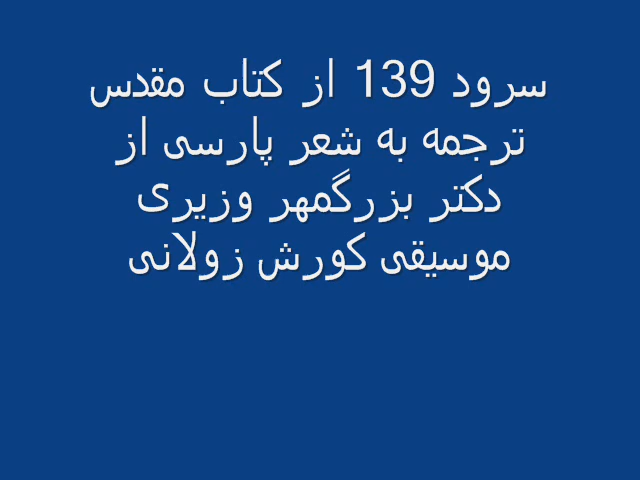 سرود 139 از کتاب مقدس
ترجمه به شعر پارسی از
دکتر بزرگمهر وزیری
موسیقی کورش زولانی